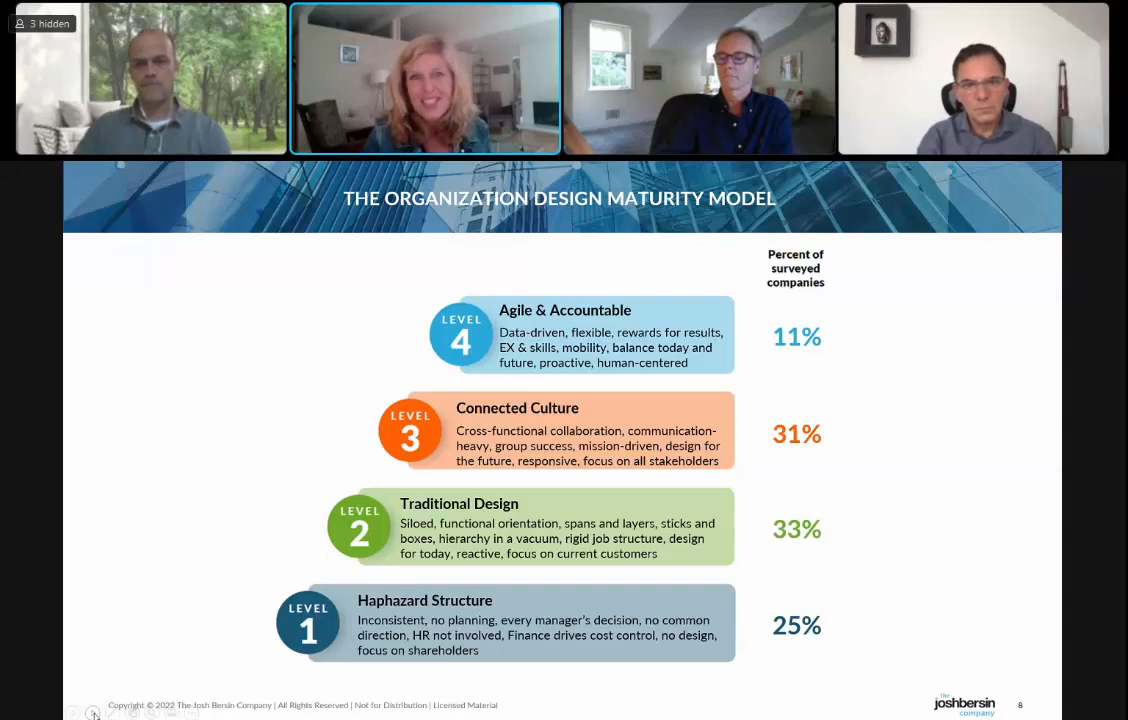 3 hidden
THE ORGANIZATION DESIGN MATURITY MODEL
Percent of
surveyed
companies
LEVEL
4
Agile & Accountable
Data-driven, flexible, rewards for results,
EX & skills, mobility, balance today and
future, proactive, human-centered
11%
LEVEL
3
Connected Culture
Cross-functional collaboration, communication-
heavy, group success, mission-driven, design for
the future, responsive, focus on all stakeholders
31%
LEVEL
2
Traditional Design
Siloed, functional orientation, spans and layers, sticks and
boxes, hierarchy in a vacuum, rigid job structure, design
for today, reactive, focus on current customers
33%
LEVEL
1
Haphazard Structure
Inconsistent, no planning, every manager's decision, no common
direction, HR not involved, Finance drives cost control, no design,
focus on shareholders
25%
Copyright © 2022 The Josh Bersin Company | All Rights Reserved | Not for Distribution | Licensed Material
the
joshbersin
company
8